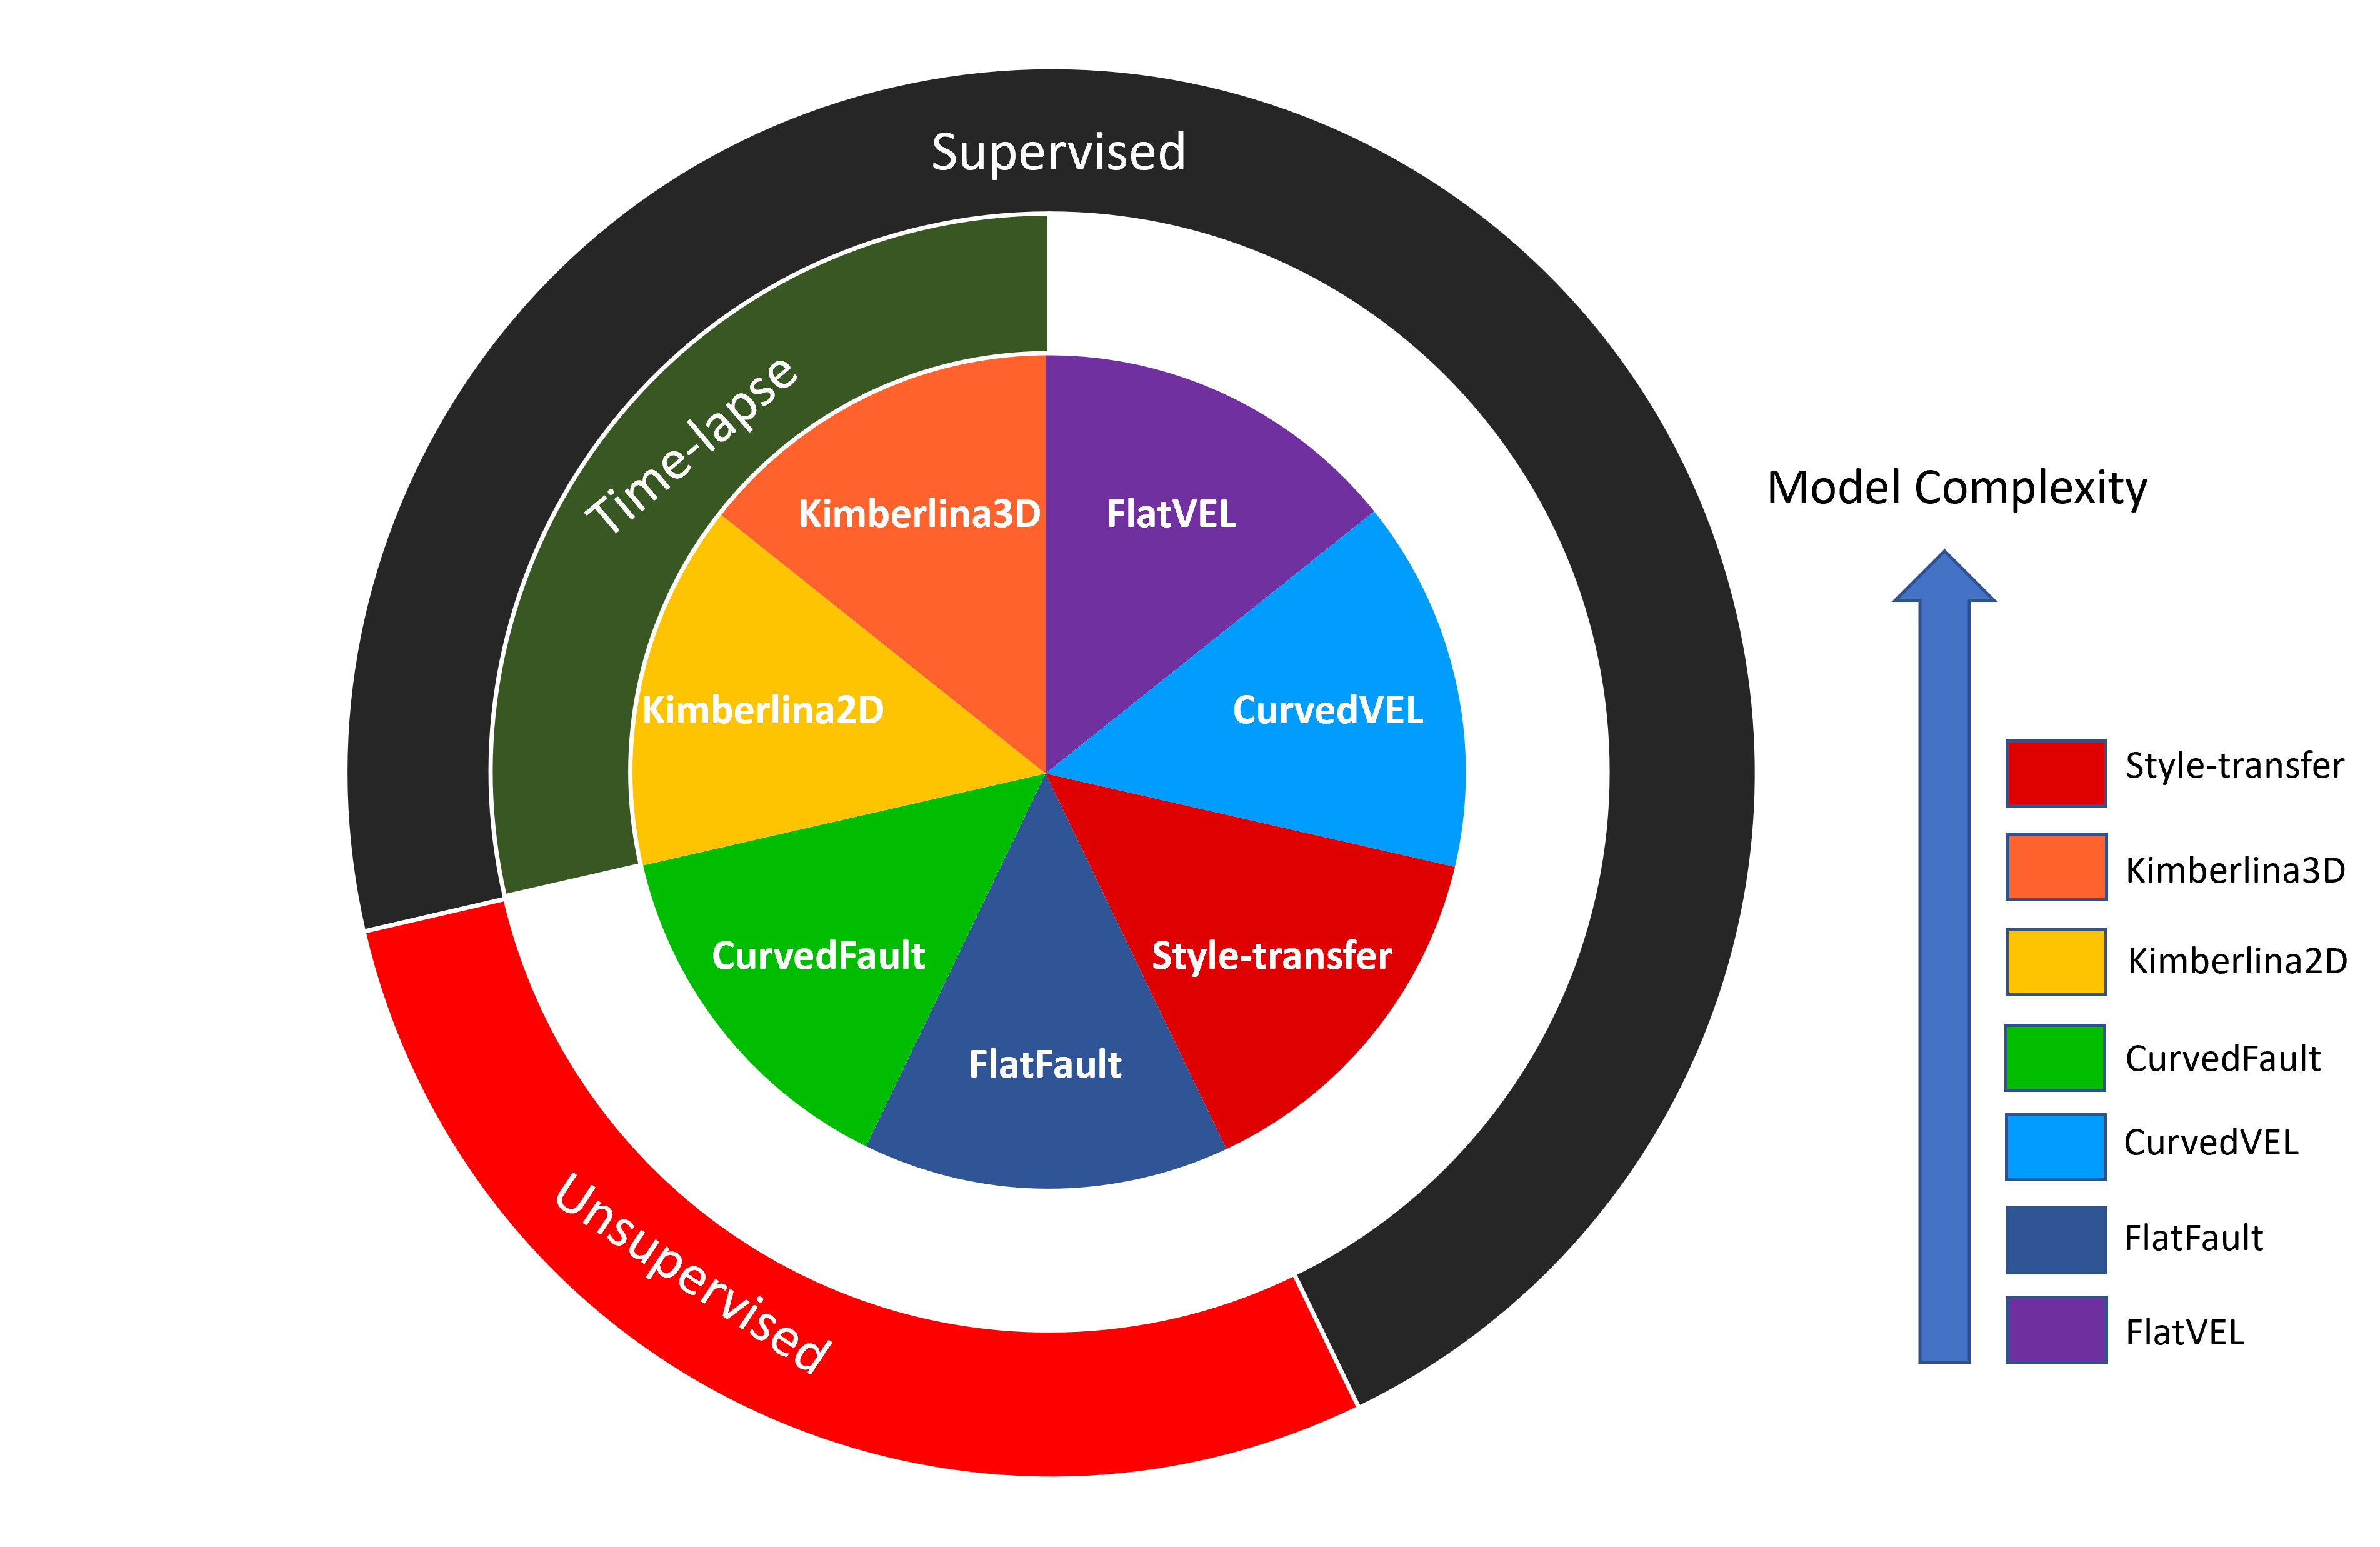 Supervised
Time-lapse
Kimberlina3D
FlatVEL
Kimberlina2D
CurvedVEL
CurvedFault
Style-transfer
FlatFault
Unsupervised
Model Complexity
Style-transfer
Kimberlina3D
Kimberlina2D
CurvedFault
CurvedVEL
FlatFault
FlatVEL